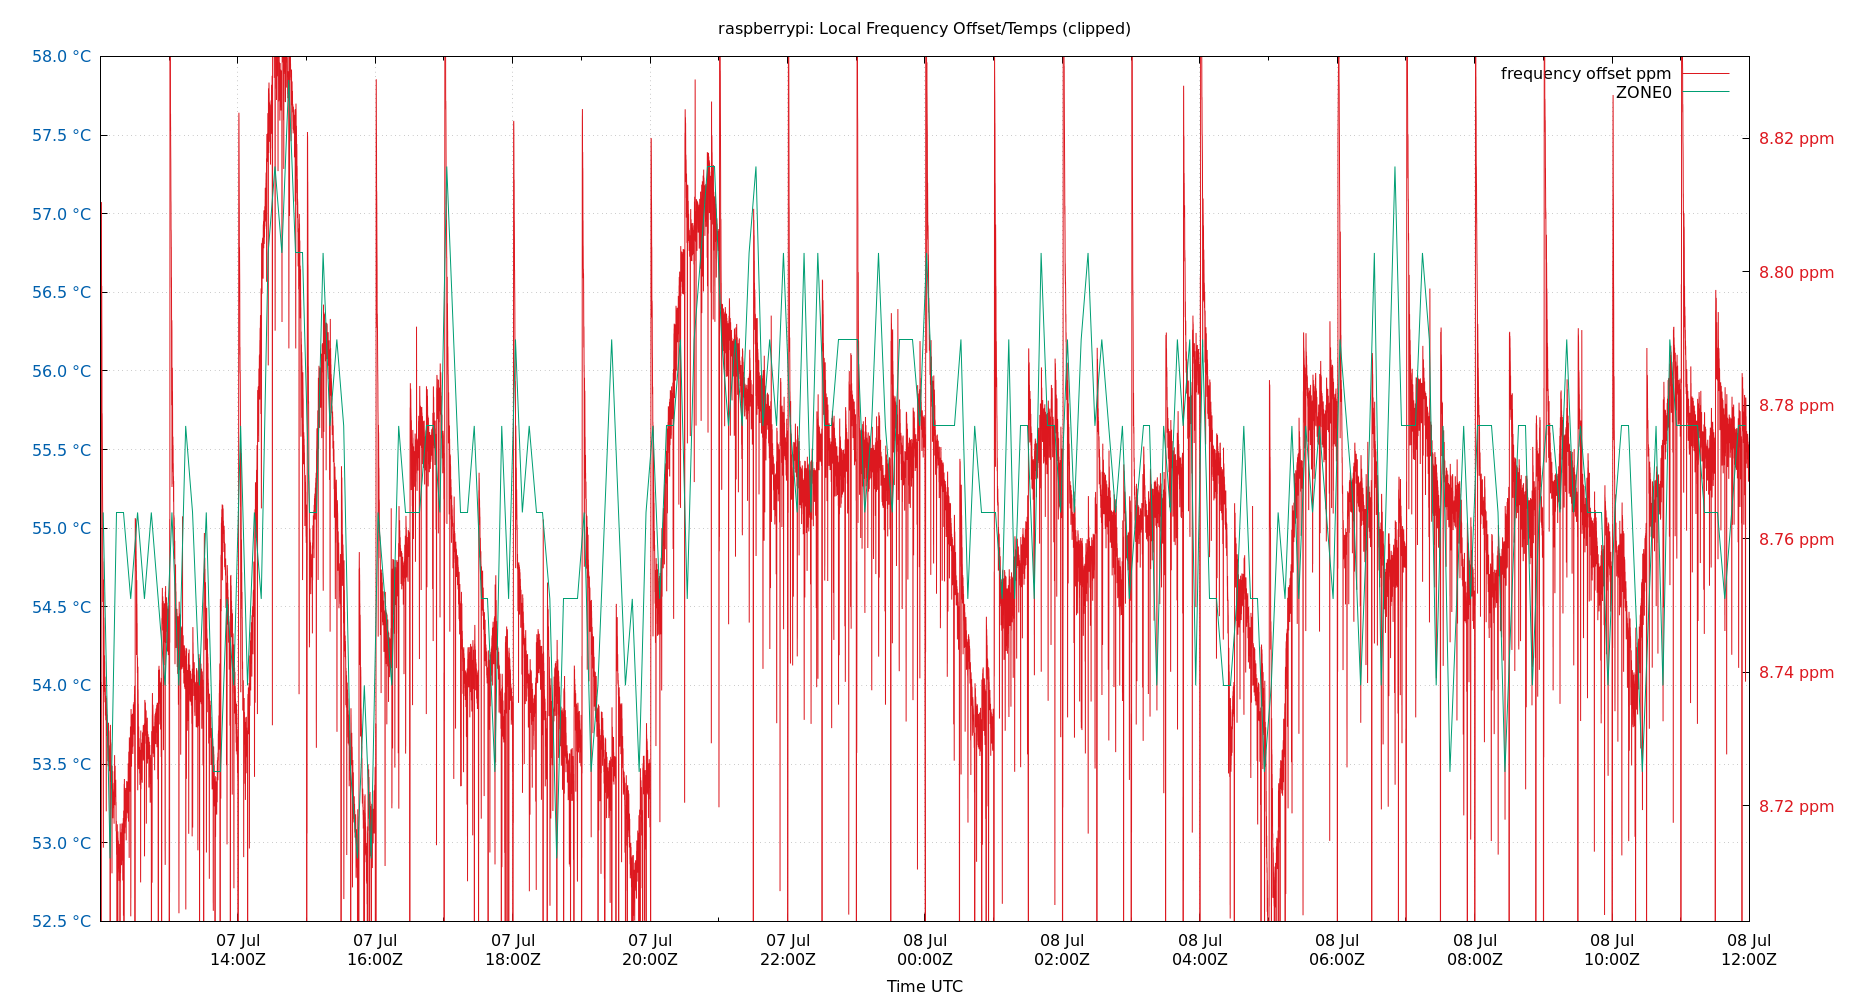 raspberrypi: Local Frequency Offset/Temps (clipped)
frequency offset ppm
ZONE0
58.0 °C
57.5 °C
57.0 °C
56.5 °C
56.0 °C
55.5 °C
55.0 °C
54.5 °C
54.0 °C
53.5 °C
53.0 °C
52.5 °C
8.82 ppm
8.80 ppm
8.78 ppm
8.76 ppm
8.74 ppm
8.72 ppm
07 Jul
14:00Z
07 Jul
16:00Z
07 Jul
18:00Z
07 Jul
20:00Z
07 Jul
22:00Z
08 Jul
00:00Z
08 Jul
02:00Z
08 Jul
04:00Z
08 Jul
06:00Z
08 Jul
08:00Z
08 Jul
10:00Z
08 Jul
12:00Z
Time UTC